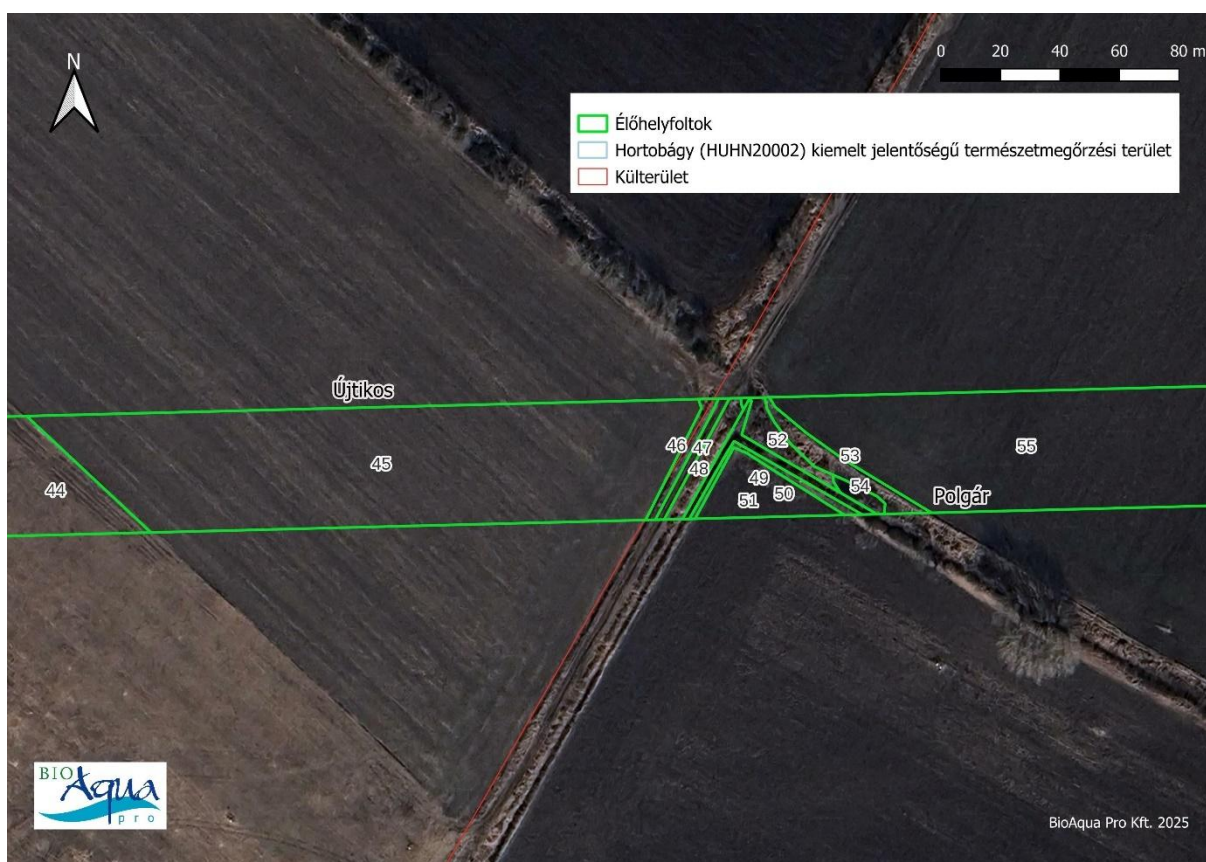 N
0 20 40 60 80 m
Élőhelyfoltok
Hortobágy (HUHN20002) kiemelt jelentőségű természetmegőrzési terület
Külterület
Újtikos
44
45
46
47
48
49
50
51
52
53
54
55
Polgár
BIO
Aqua
pro
BioAqua Pro Kft. 2025